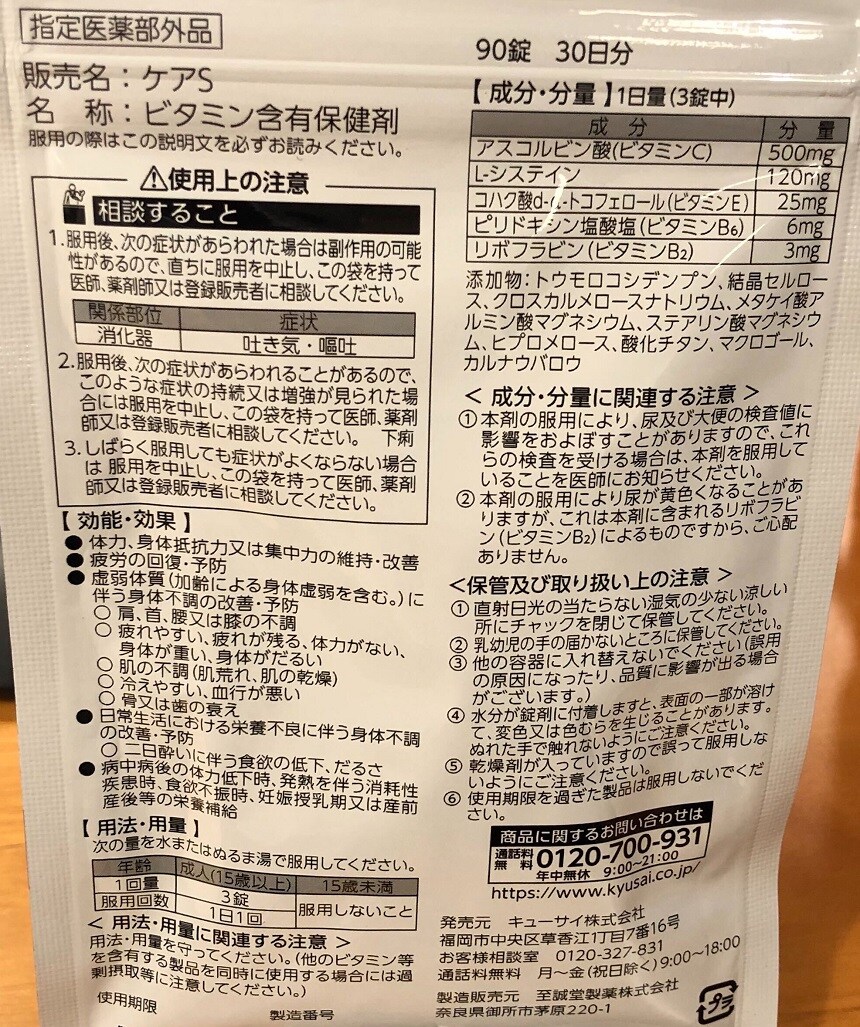 指定医薬部外品
販売名：ケアS
名　称：ビタミン含有保健剤
服用の際はこの説明文を必ずお読みください。
⚠使用上の注意
相談すること
1.服用後、次の症状があらわれた場合は副作用の可能
性があるので、直ちに服用を中止し、この袋を持って
医師、薬剤師又は登録販売者に相談してください。
関係部位　症状
消化器　吐き気・嘔吐
2.服用後、次の症状があらわれることがあるので、
このような症状の持続又は増強が見られた場
合には服用を中止し、この袋を持って医師、薬剤
師又は登録販売者に相談してください。　下痢
3.しばらく服用しても症状がよくならない場合
は 服用を中止し、この袋を持って医師、薬剤
師又は登録販売者に相談してください。
【 効能・効果 】
● 体力、身体抵抗力又は集中力の維持・改善
● 疲労の回復・予防
● 虚弱体質(加齢による身体虚弱を含む。)に
伴う身体不調の改善・予防
○ 肩、首、腰又は膝の不調
○ 疲れやすい、疲れが残る、体力がない、
身体が重い、身体がだるい
○ 肌の不調(肌荒れ、肌の乾燥)
○ 冷えやすい、血行が悪い
○ 骨又は歯の衰え
● 日常生活における栄養不良に伴う身体不調
の改善・予防
○ 二日酔いに伴う食欲の低下、だるさ
● 病中病後の体力低下時、発熱を伴う消耗性
疾患時、食欲不振時、妊娠授乳期又は産前
産後等の栄養補給
【 用法・用量 】
次の量を水またはぬるま湯で服用してください。
年齢　成人(15歳以上)　15歳未満
1回量　3錠　服用しないこと
服用回数　1日1回
＜ 用法・用量に関連する注意 ＞
用法・用量を守ってください。(他のビタミン等
を含有する製品を同時に使用する場合には過
剰摂取等に注意してください。)
使用期限　製造番号
90錠　30日分
【 成分・分量 】1日量(3錠中)
成　分　分　量
アスコルビン酸(ビタミンC)　500mg
L-システイン　120mg
コハク酸d-α-トコフェロール(ビタミンE)　25mg
ピリドキシン塩酸塩(ビタミンB₆)　6mg
リボフラビン(ビタミンB₂)　3mg
添加物：トウモロコシデンプン、結晶セルロー
ス、クロスカルメロースナトリウム、メタケイ酸ア
ルミン酸マグネシウム、ステアリン酸マグネシウ
ム、ヒプロメロース、酸化チタン、マクロゴール、
カルナウバロウ
＜ 成分・分量に関連する注意 ＞
① 本剤の服用により、尿及び大便の検査値に
影響をおよぼすことがありますので、これ
らの検査を受ける場合は、本剤を服用して
いることを医師にお知らせください。
② 本剤の服用により尿が黄色くなることがあ
りますが、これは本剤に含まれるリボフラビ
ン(ビタミンB₂)によるものですから、ご心配
ありません。
＜保管及び取り扱い上の注意 ＞
① 直射日光の当たらない湿気の少ない涼しい
所にチャックを閉じて保管してください。
② 乳幼児の手の届かないところに保管してください。
③ 他の容器に入れ替えないでください(誤用
の原因になったり、品質に影響が出る場合
がございます。)
④ 水分が錠剤に付着しますと、表面の一部が溶け
て、変色又は色むらを生じることがあります。
ぬれた手で触れないようにご注意ください。
⑤ 乾燥剤が入っていますので誤って服用しな
いようにご注意ください。
⑥ 使用期限を過ぎた製品は服用しないでくだ
さい。
商品に関するお問い合わせは
通話料無料 0120-700-931
年中無休　9:00~21:00
https://www.kyusai.co.jp/
発売元　キューサイ株式会社
福岡市中央区草香江1丁目7番16号
お客様相談室　0120-327-831
通話料無料　月～金(祝日除く)9:00~18:00
製造販売元　至誠堂製薬株式会社
奈良県御所市茅原220-1
プラ